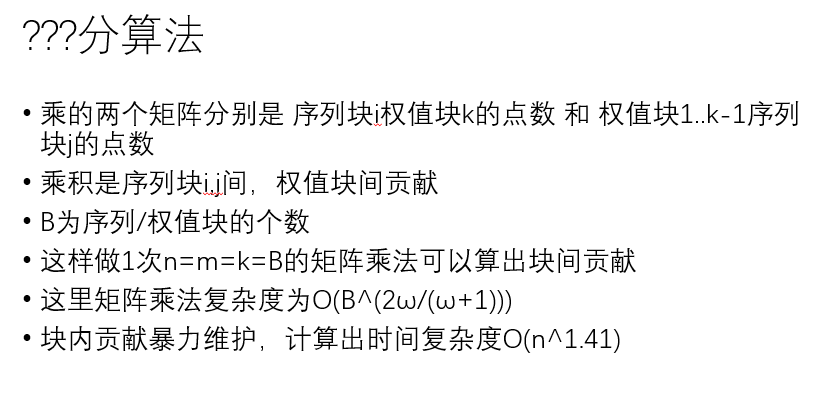 ???分算法
• 乘的两个矩阵分别是 序列块i权值块k的点数 和 权值块1..k-1序列
块j的点数
• 乘积是序列块i,j间，权值块间贡献
• B为序列/权值块的个数
• 这样做1次n=m=k=B的矩阵乘法可以算出块间贡献
• 这里矩阵乘法复杂度为O(B^(2ω/(ω+1)))
• 块内贡献暴力维护，计算出时间复杂度O(n^1.41)